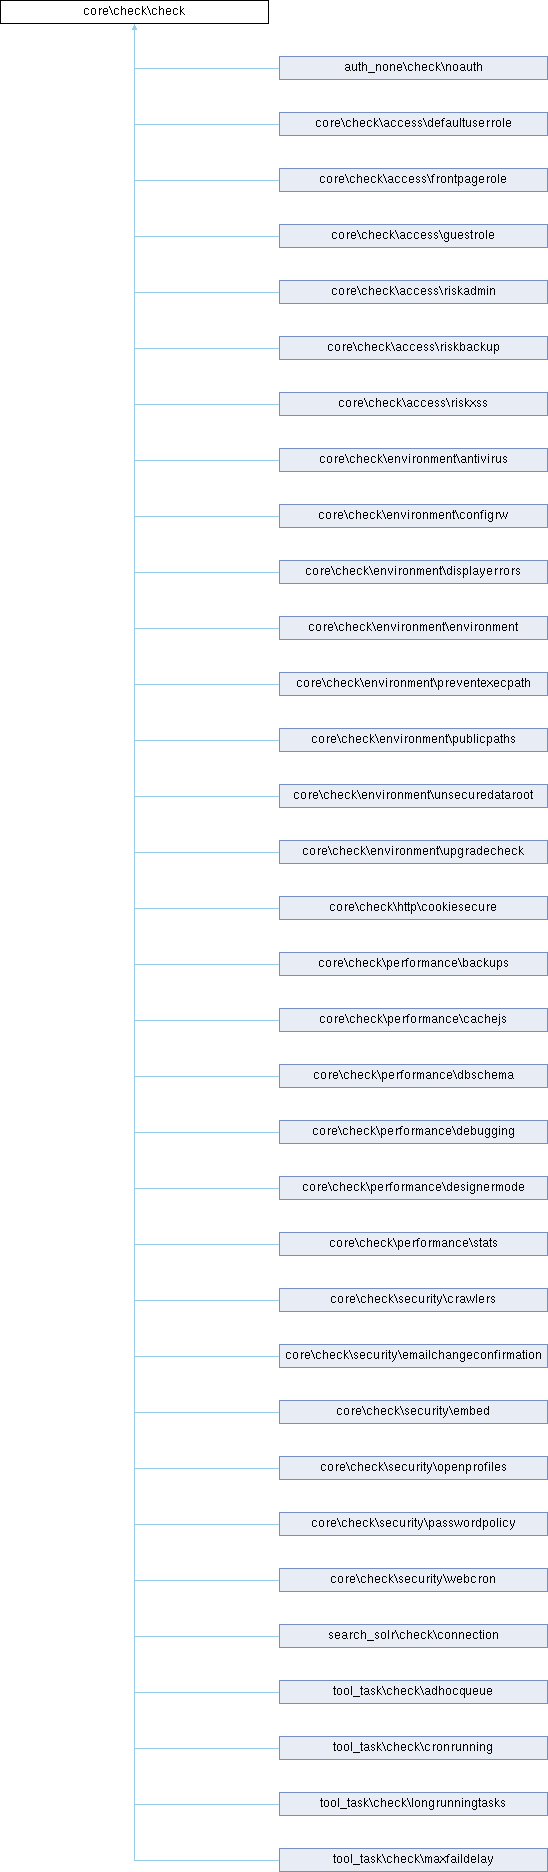 core\check\check
auth_none\check\noauth
core\check\access\defaultuserrole
core\check\access\frontpagerole
core\check\access\guestrole
core\check\access\riskadmin
core\check\access\riskbackup
core\check\access\riskxss
core\check\environment\antivirus
core\check\environment\configrw
core\check\environment\displayerrors
core\check\environment\environment
core\check\environment\preventexecpath
core\check\environment\publicpaths
core\check\environment\unsecuredataroot
core\check\environment\upgradecheck
core\check\http\cookiesecure
core\check\performance\backups
core\check\performance\cachejs
core\check\performance\dbschema
core\check\performance\debugging
core\check\performance\designermode
core\check\performance\stats
core\check\security\crawlers
core\check\security\emailchangeconfirmation
core\check\security\embed
core\check\security\openprofiles
core\check\security\passwordpolicy
core\check\security\webcron
search_solr\check\connection
tool_task\check\adhocqueue
tool_task\check\cronrunning
tool_task\check\longrunningtasks
tool_task\check\maxfaildelay